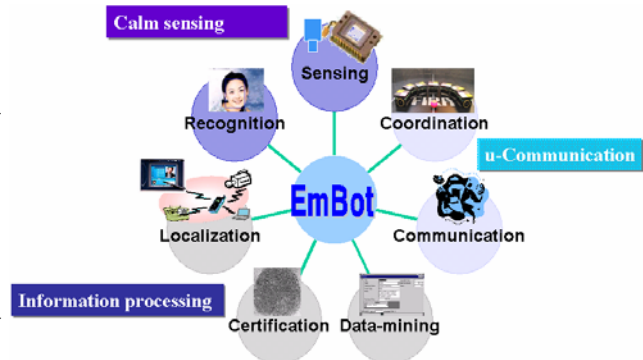 Calm sensing
Sensing
Recognition
Coordination
u-Communication
EmBot
Localization
Communication
Information processing
Certification
Data-mining